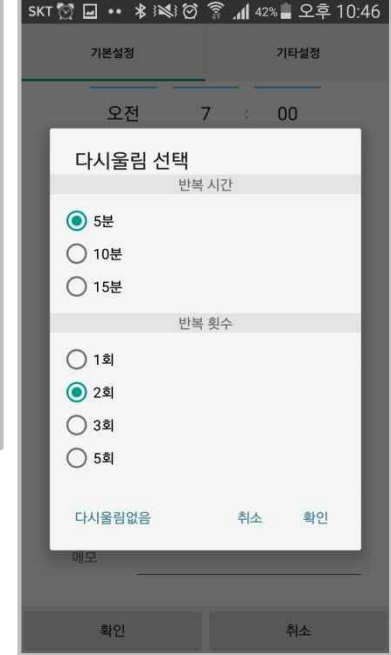 SKT 42% 오후 10:46
기본설정 기타설정
오전 7 : 00
다시울림 선택
반복 시간
5분
10분
15분
반복 횟수
1회
2회
3회
5회
다시울림없음 취소 확인
메모
확인 취소